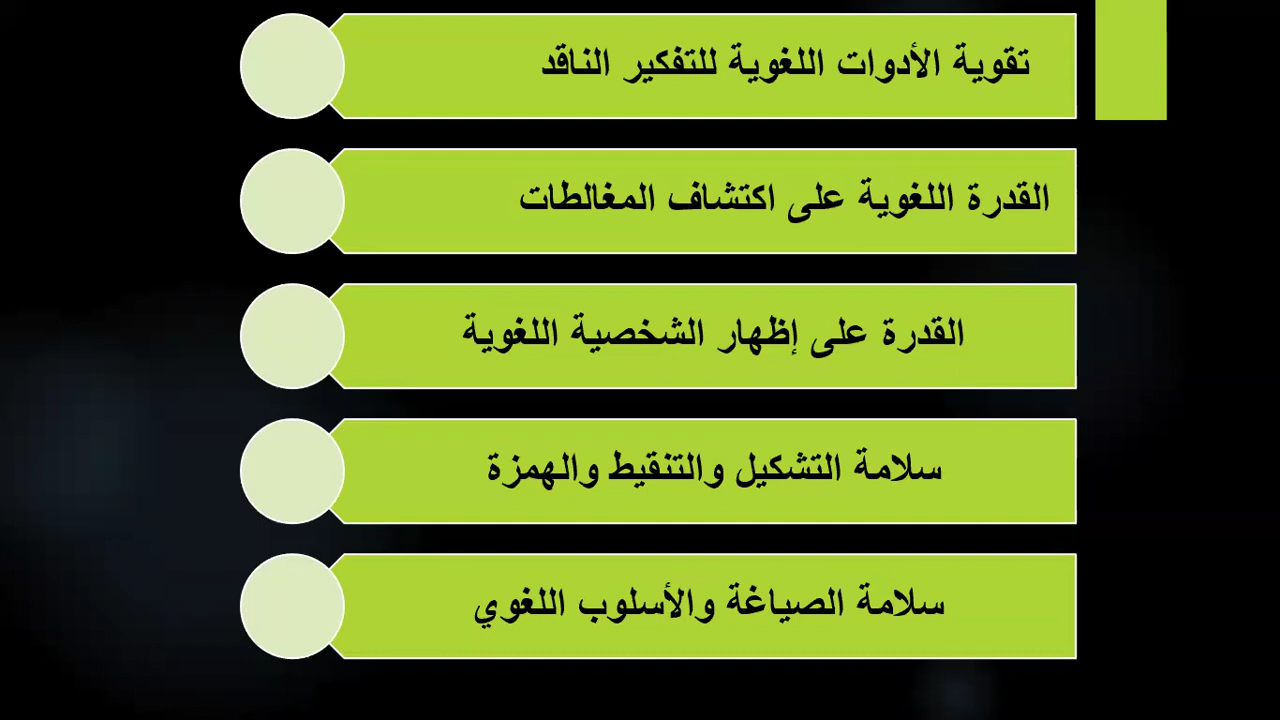 تقوية الأدوات اللغوية للتفكير الناقد
القدرة اللغوية على اكتشاف المغالطات
القدرة على إظهار الشخصية اللغوية
سلامة التشكيل والتنقيط والهمزة
سلامة الصياغة والأسلوب اللغوي